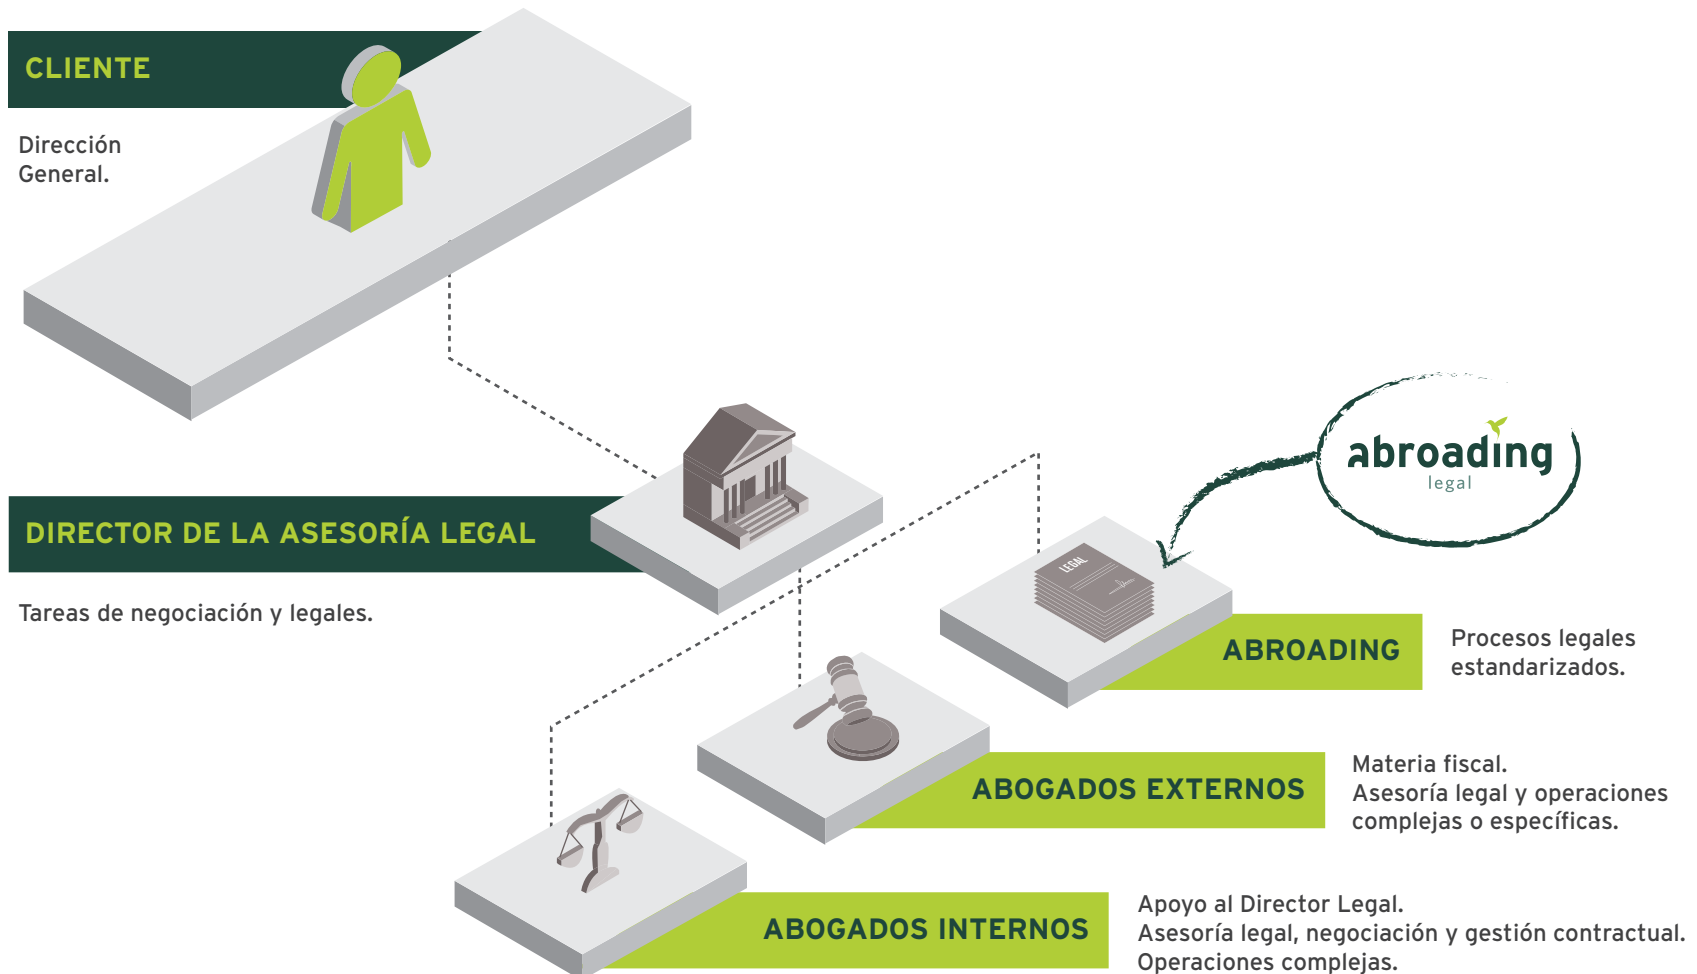 CLIENTE
Dirección
General.
DIRECTOR DE LA ASESORÍA LEGAL
Tareas de negociación y legales.
abroading
legal
LEGAL
ABROADING
Procesos legales
estandarizados.
ABOGADOS EXTERNOS
Materia fiscal.
Asesoría legal y operaciones
complejas o específicas.
ABOGADOS INTERNOS
Apoyo al Director Legal.
Asesoría legal, negociación y gestión contractual.
Operaciones complejas.